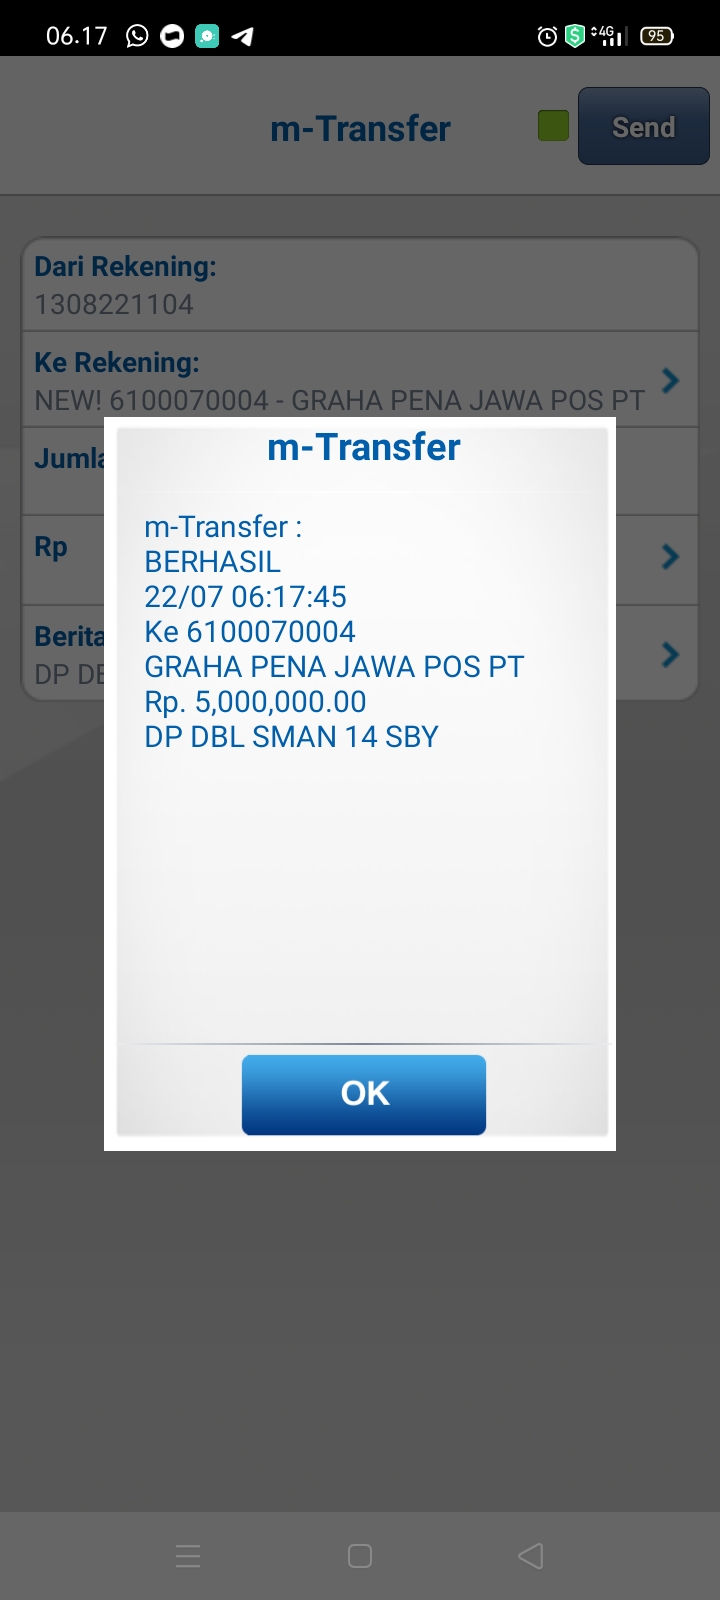 06.17
4G
95
m-Transfer
Send
Dari Rekening:
1308221104
Ke Rekening:
NEW! 6100070004 - GRAHA PENA JAWA POS PT
Jumla
Rp
Berita
DP DE
m-Transfer
m-Transfer :
BERHASIL
22/07 06:17:45
Ke 6100070004
GRAHA PENA JAWA POS PT
Rp. 5,000,000.00
DP DBL SMAN 14 SBY
OK